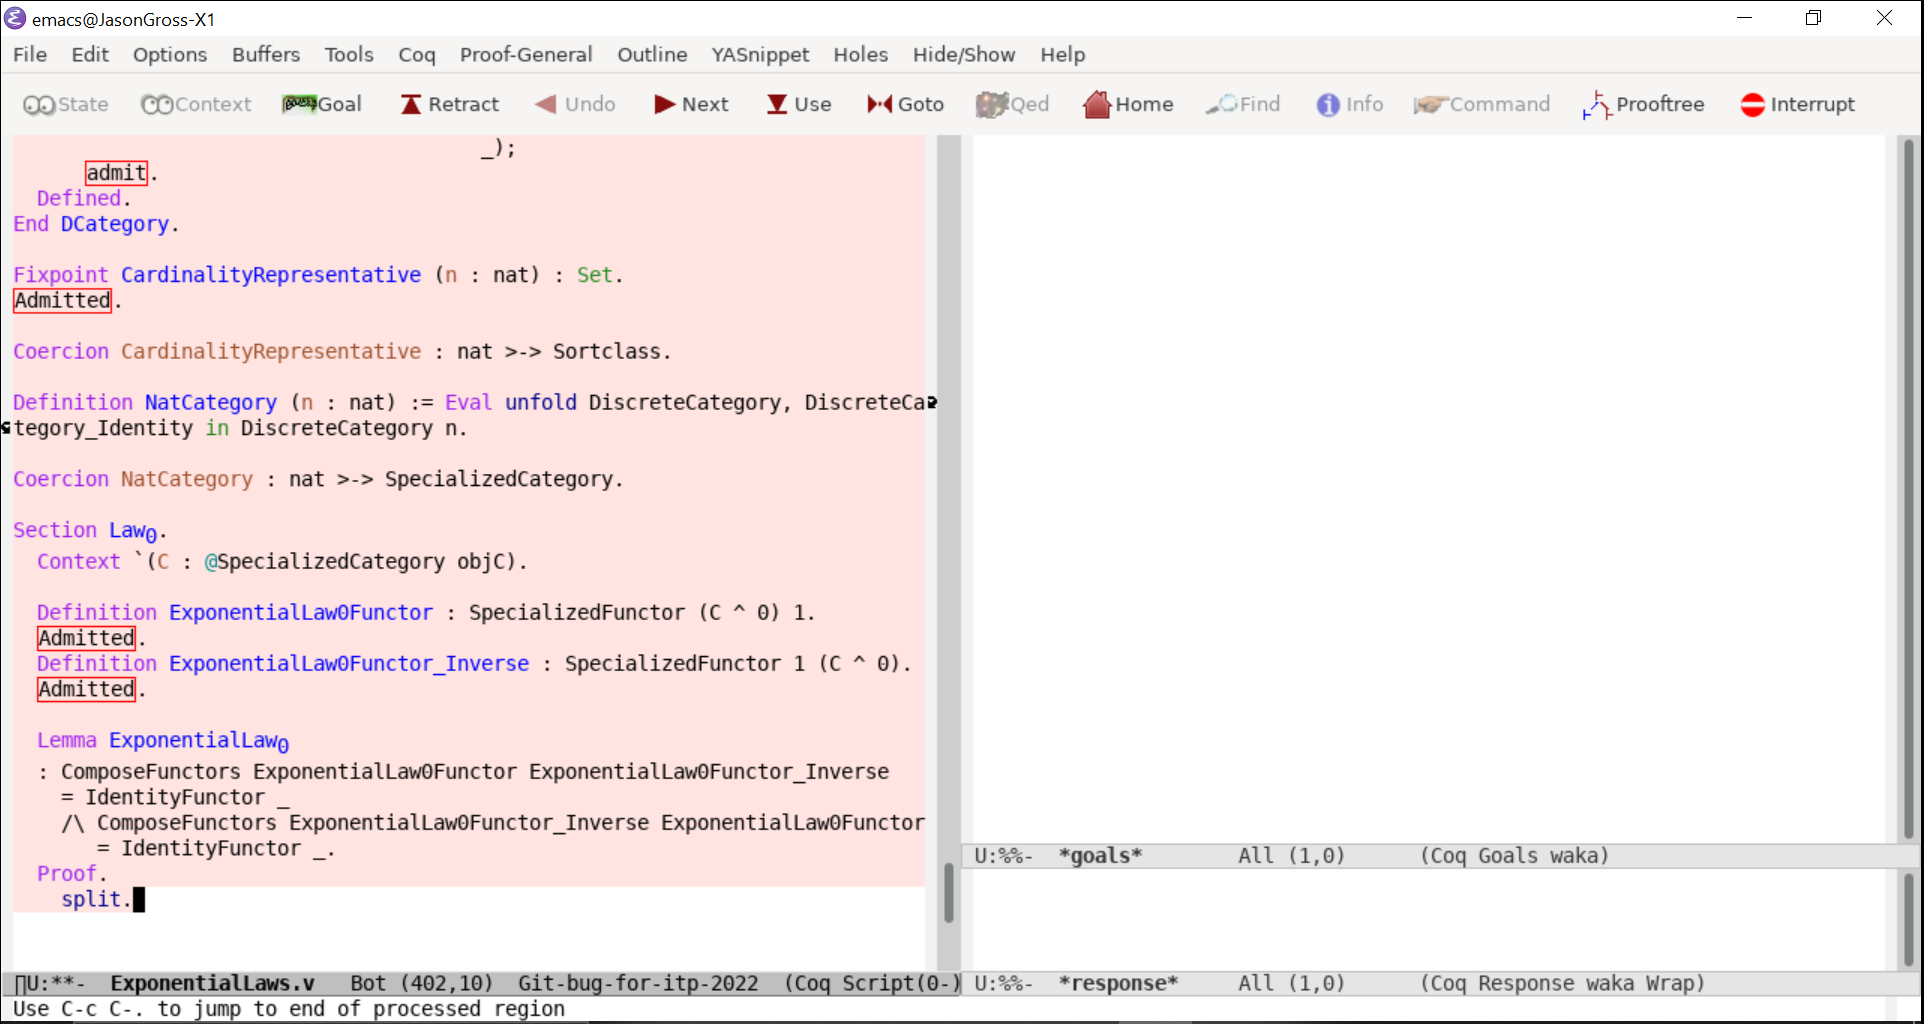 emacs@JasonGross-X1
File Edit Options Buffers Tools Coq Proof-General Outline YASnippet Holes Hide/Show Help
State Context Goal Retract Undo Next Use Goto Qed Home Find Info Command Prooftree Interrupt
_);
admit.
Defined.
End DCategory.
Fixpoint CardinalityRepresentative (n : nat) : Set.
Admitted.
Coercion CardinalityRepresentative : nat >-> Sortclass.
Definition NatCategory (n : nat) := Eval unfold DiscreteCategory, DiscreteCa
tegory_Identity in DiscreteCategory n.
Coercion NatCategory : nat >-> SpecializedCategory.
Section Law₀.
Context `(C : @SpecializedCategory objC).
Definition ExponentialLaw0Functor : SpecializedFunctor (C ^ 0) 1.
Admitted.
Definition ExponentialLaw0Functor_Inverse : SpecializedFunctor 1 (C ^ 0).
Admitted.
Lemma ExponentialLaw₀
: ComposeFunctors ExponentialLaw0Functor ExponentialLaw0Functor_Inverse
= IdentityFunctor _
/\ ComposeFunctors ExponentialLaw0Functor_Inverse ExponentialLaw0Functor
= IdentityFunctor _.
Proof.
split.
U:**- ExponentialLaws.v Bot (402,10) Git-bug-for-itp-2022 (Coq Script(0-)
Use C-c C-. to jump to end of processed region
U:%%- *goals* All (1,0) (Coq Goals waka)
U:%%- *response* All (1,0) (Coq Response waka Wrap)